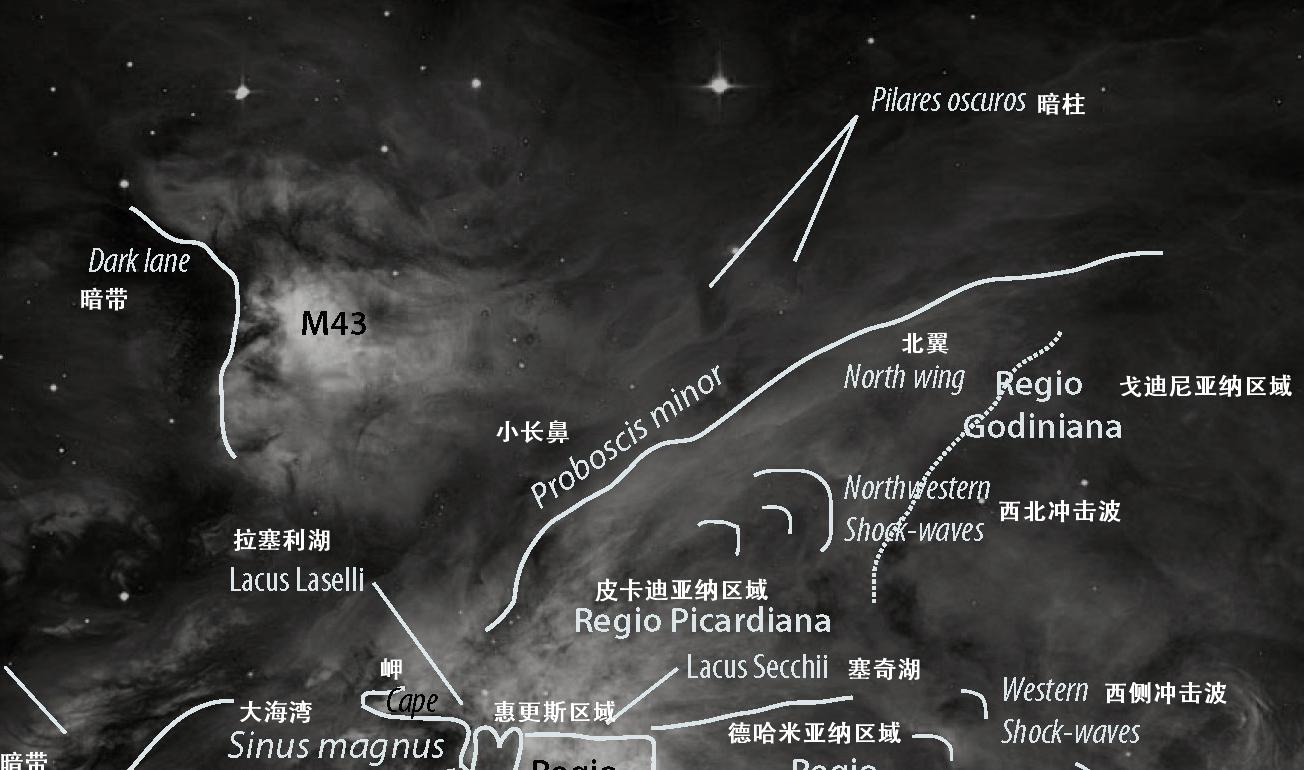 Pilares oscuros 暗柱
Dark lane
暗带
M43
北翼
North wing
Regio
Godiniana
戈迪尼亚纳区域
小长鼻
Proboscis minor
Northwestern
Shock-waves
西北冲击波
拉塞利湖
Lacus Laselli
皮卡迪亚纳区域
Regio Picardiana
Lacus Secchii 塞奇湖
岬
Cape
Western
Shock-waves
西侧冲击波
大海湾
Sinus magnus
惠更斯区域
德哈米亚纳区域
暗带
Regio
Regio